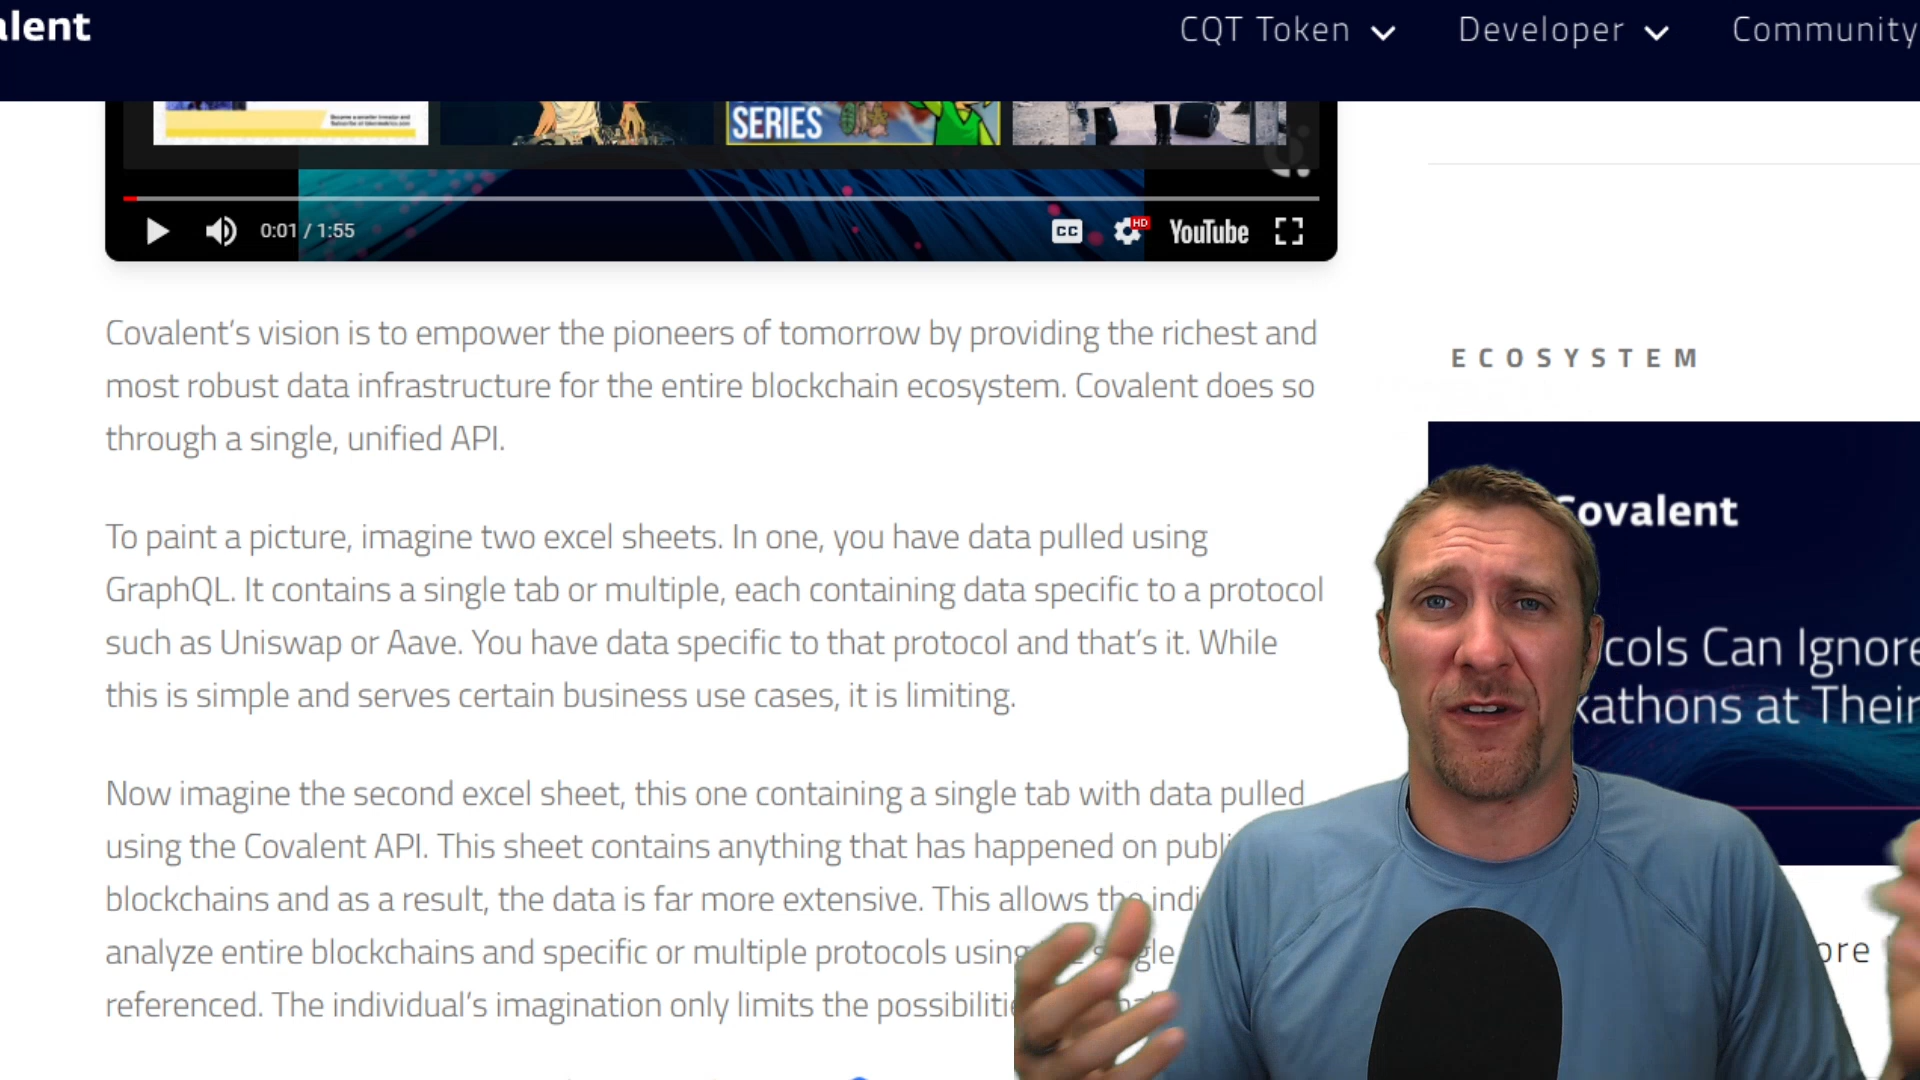 alent
CQT Token
Developer
Community
SERIES
0:01 / 1:55
CC
HD
YouTube
Covalent’s vision is to empower the pioneers of tomorrow by providing the richest and
most robust data infrastructure for the entire blockchain ecosystem. Covalent does so
through a single, unified API.
To paint a picture, imagine two excel sheets. In one, you have data pulled using
GraphQL. It contains a single tab or multiple, each containing data specific to a protocol
such as Uniswap or Aave. You have data specific to that protocol and that’s it. While
this is simple and serves certain business use cases, it is limiting.
Now imagine the second excel sheet, this one containing a single tab with data pulled
using the Covalent API. This sheet contains anything that has happened on publi
blockchains and as a result, the data is far more extensive. This allows the indi
analyze entire blockchains and specific or multiple protocols using gle
referenced. The individual’s imagination only limits the possibilitie
ECOSYSTEM
Covalent
cols Can Ignore
kathons at Their
ore